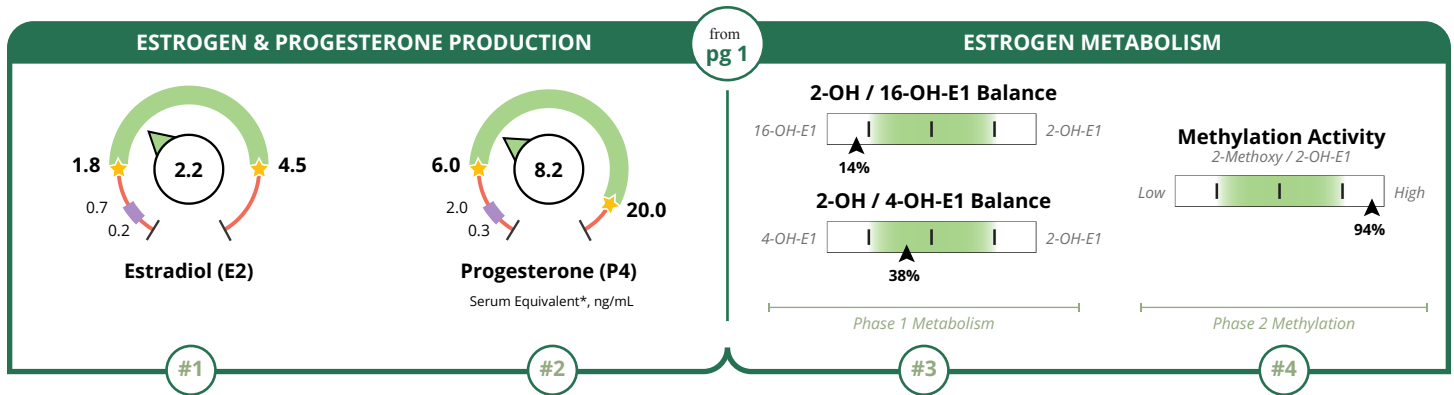 ESTROGEN & PROGESTERONE PRODUCTION
from
pg 1
ESTROGEN METABOLISM
1.8
2.2
4.5
0.7
0.2
Estradiol (E2)
6.0
8.2
20.0
2.0
0.3
Progesterone (P4)
Serum Equivalent*, ng/mL
2-OH / 16-OH-E1 Balance
16-OH-E1
2-OH-E1
14%
2-OH / 4-OH-E1 Balance
4-OH-E1
2-OH-E1
38%
Phase 1 Metabolism
Methylation Activity
2-Methoxy / 2-OH-E1
Low
High
94%
Phase 2 Methylation
#1
#2
#3
#4